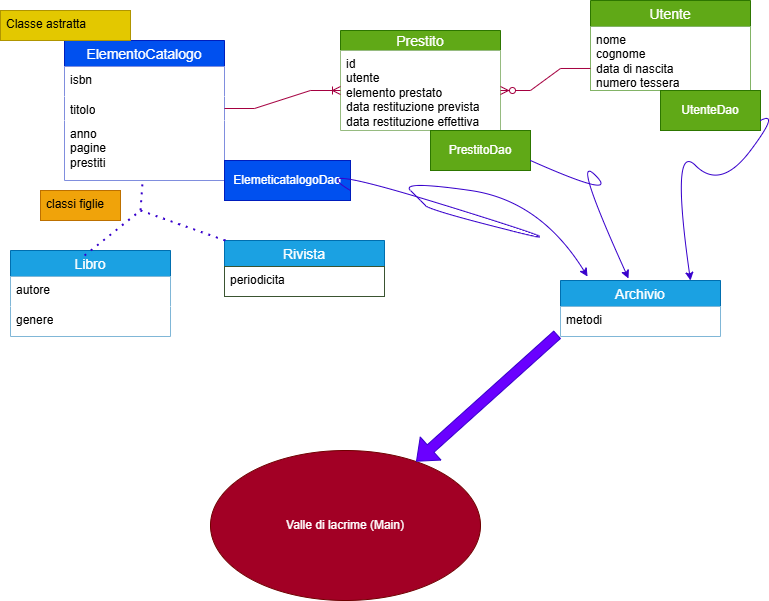 Classe astratta
ElementoCatalogo
isbn
titolo
anno
pagine
prestiti
Prestito
id
utente
elemento prestato
data restituzione prevista
data restituzione effettiva
Utente
nome
cognome
data di nascita
numero tessera
UtenteDao
PrestitoDao
ElemeticatalogoDao
classi figlie
Libro
autore
genere
Rivista
periodicita
Archivio
metodi
Valle di lacrime (Main)